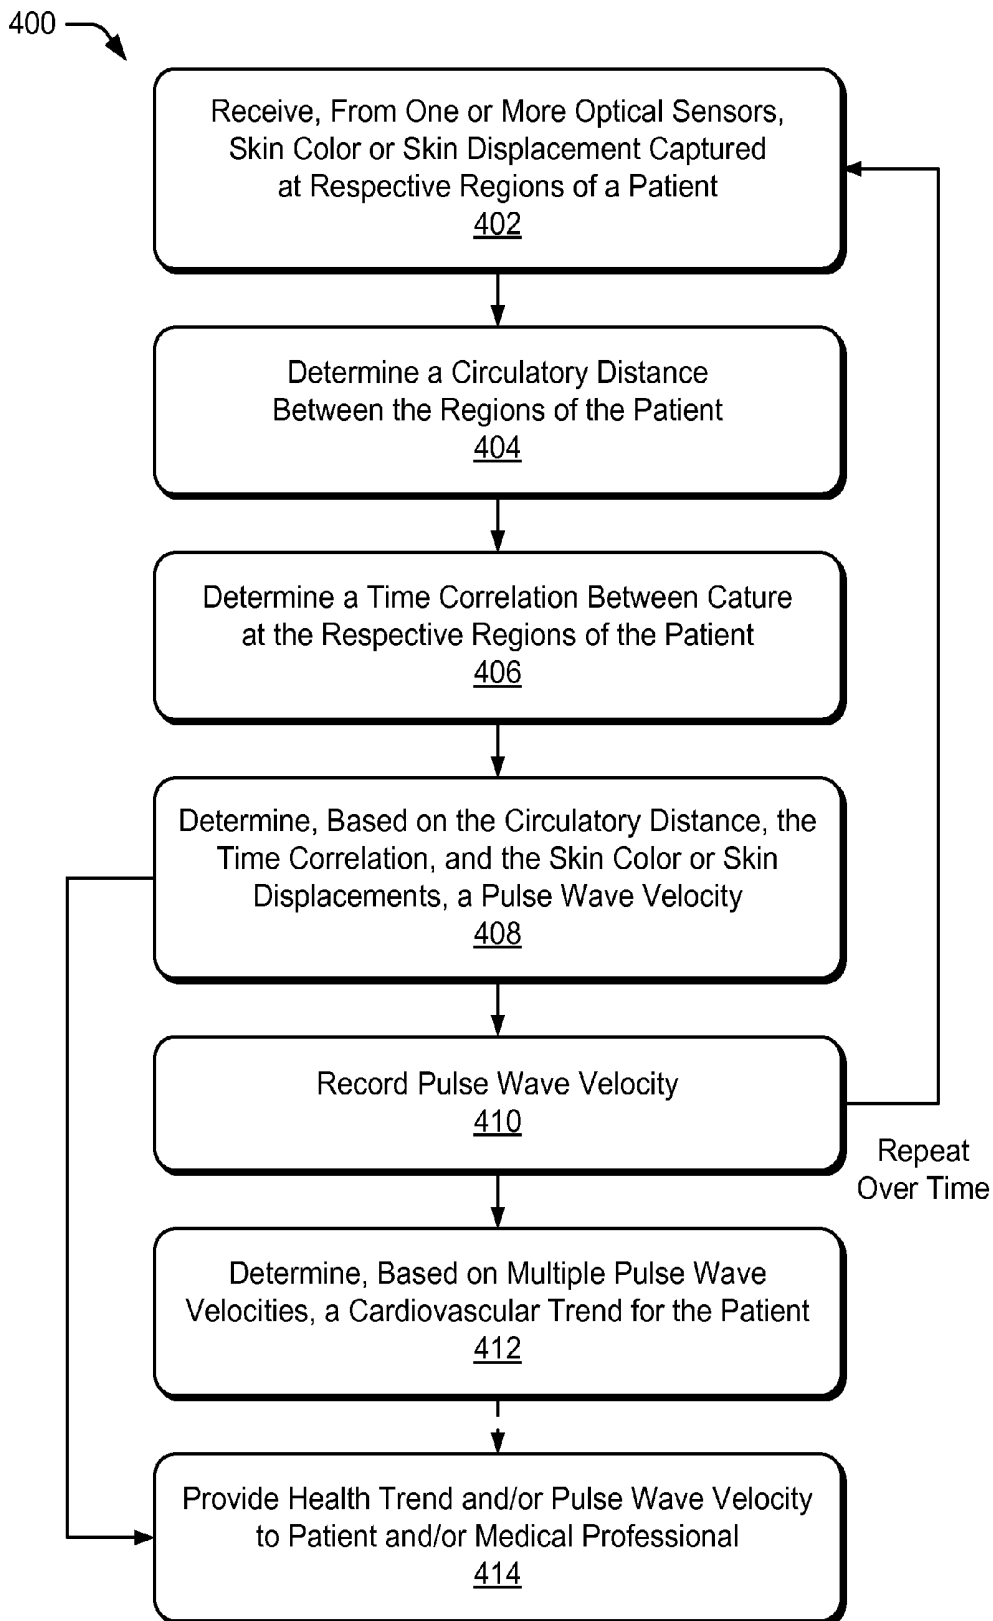 400
Receive, From One or More Optical Sensors,
Skin Color or Skin Displacement Captured
at Respective Regions of a Patient
402
Determine a Circulatory Distance
Between the Regions of the Patient
404
Determine a Time Correlation Between Cature
at the Respective Regions of the Patient
406
Determine, Based on the Circulatory Distance, the
Time Correlation, and the Skin Color or Skin
Displacements, a Pulse Wave Velocity
408
Record Pulse Wave Velocity
410
Repeat
Over Time
Determine, Based on Multiple Pulse Wave
Velocities, a Cardiovascular Trend for the Patient
412
Provide Health Trend and/or Pulse Wave Velocity
to Patient and/or Medical Professional
414